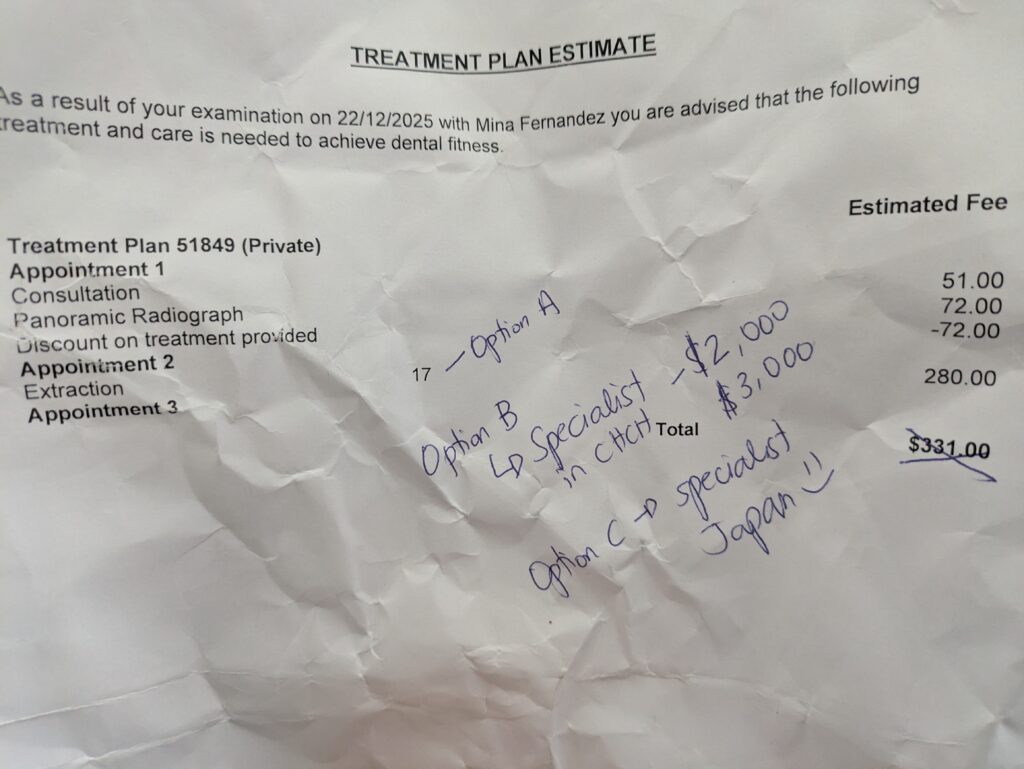 TREATMENT PLAN ESTIMATE
As a result of your examination on 22/12/2025 with Mina Fernandez you are advised that the following
treatment and care is needed to achieve dental fitness.
Estimated Fee
Treatment Plan 51849 (Private)
Appointment 1
Consultation 51.00
Panoramic Radiograph 72.00
Discount on treatment provided -72.00
Appointment 2
Extraction 17 280.00
Appointment 3
Total $331.00
– Option A
Option B
↳ Specialist – $2,000
in CHCH $3,000
Option C → specialist
Japan :)